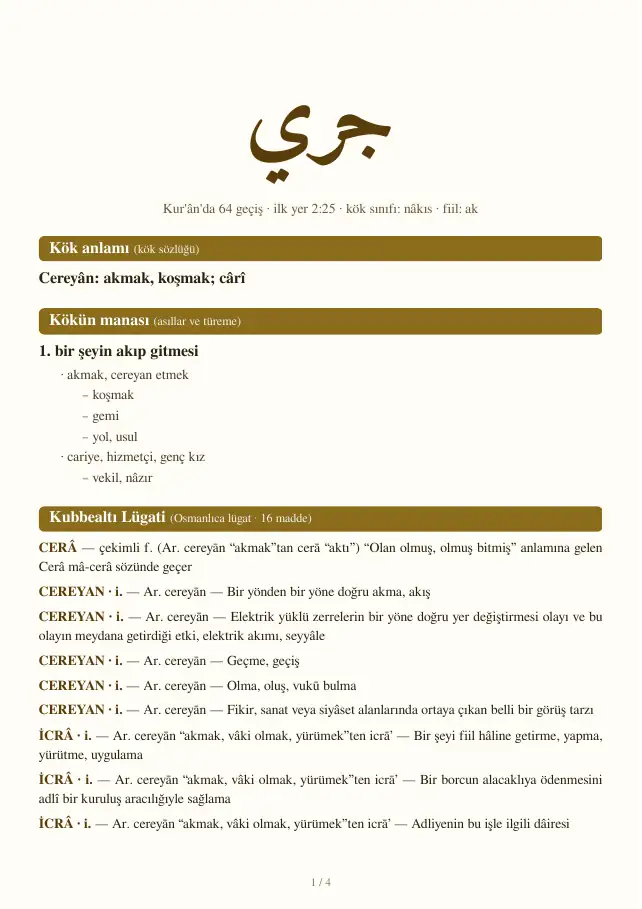 جري
Kur'ân'da 64 geçiş · ilk yer 2:25 · kök sınıfı: nâkıs · fiil: ak
Kök anlamı (kök sözlüğü)
Cereyân: akmak, koşmak; cârî
Kökün manası (asıllar ve türeme)
1. bir şeyin akıp gitmesi
· akmak, cereyan etmek
– koşmak
– gemi
– yol, usul
· cariye, hizmetçi, genç kız
– vekil, nâzır
Kubbealtı Lügati (Osmanlıca lügat · 16 madde)
CERÂ — çekimli f. (Ar. cereyān “akmak”tan cerā “aktı”) “Olan olmuş, olmuş bitmiş” anlamına gelen
Cerâ mâ-cerâ sözünde geçer
CEREYAN · i. — Ar. cereyān — Bir yönden bir yöne doğru akma, akış
CEREYAN · i. — Ar. cereyān — Elektrik yüklü zerrelerin bir yöne doğru yer değiştirmesi olayı ve bu
olayın meydana getirdiği etki, elektrik akımı, seyyâle
CEREYAN · i. — Ar. cereyān — Geçme, geçiş
CEREYAN · i. — Ar. cereyān — Olma, oluş, vukū bulma
CEREYAN · i. — Ar. cereyān — Fikir, sanat veya siyâset alanlarında ortaya çıkan belli bir görüş tarzı
İCRÂ · i. — Ar. cereyān “akmak, vâki olmak, yürümek”ten icrā’ — Bir şeyi fiil hâline getirme, yapma,
yürütme, uygulama
İCRÂ · i. — Ar. cereyān “akmak, vâki olmak, yürümek”ten icrā’ — Bir borcun alacaklıya ödenmesini
adlî bir kuruluş aracılığıyle sağlama
İCRÂ · i. — Ar. cereyān “akmak, vâki olmak, yürümek”ten icrā’ — Adliyenin bu işle ilgili dâiresi
1 / 4